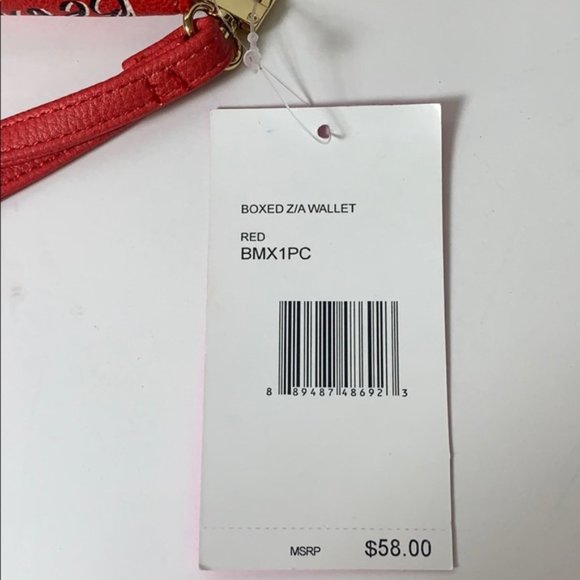 BOXED Z/A WALLET
RED
BMX1PC
8 89487 48692 3
MSRP $58.00